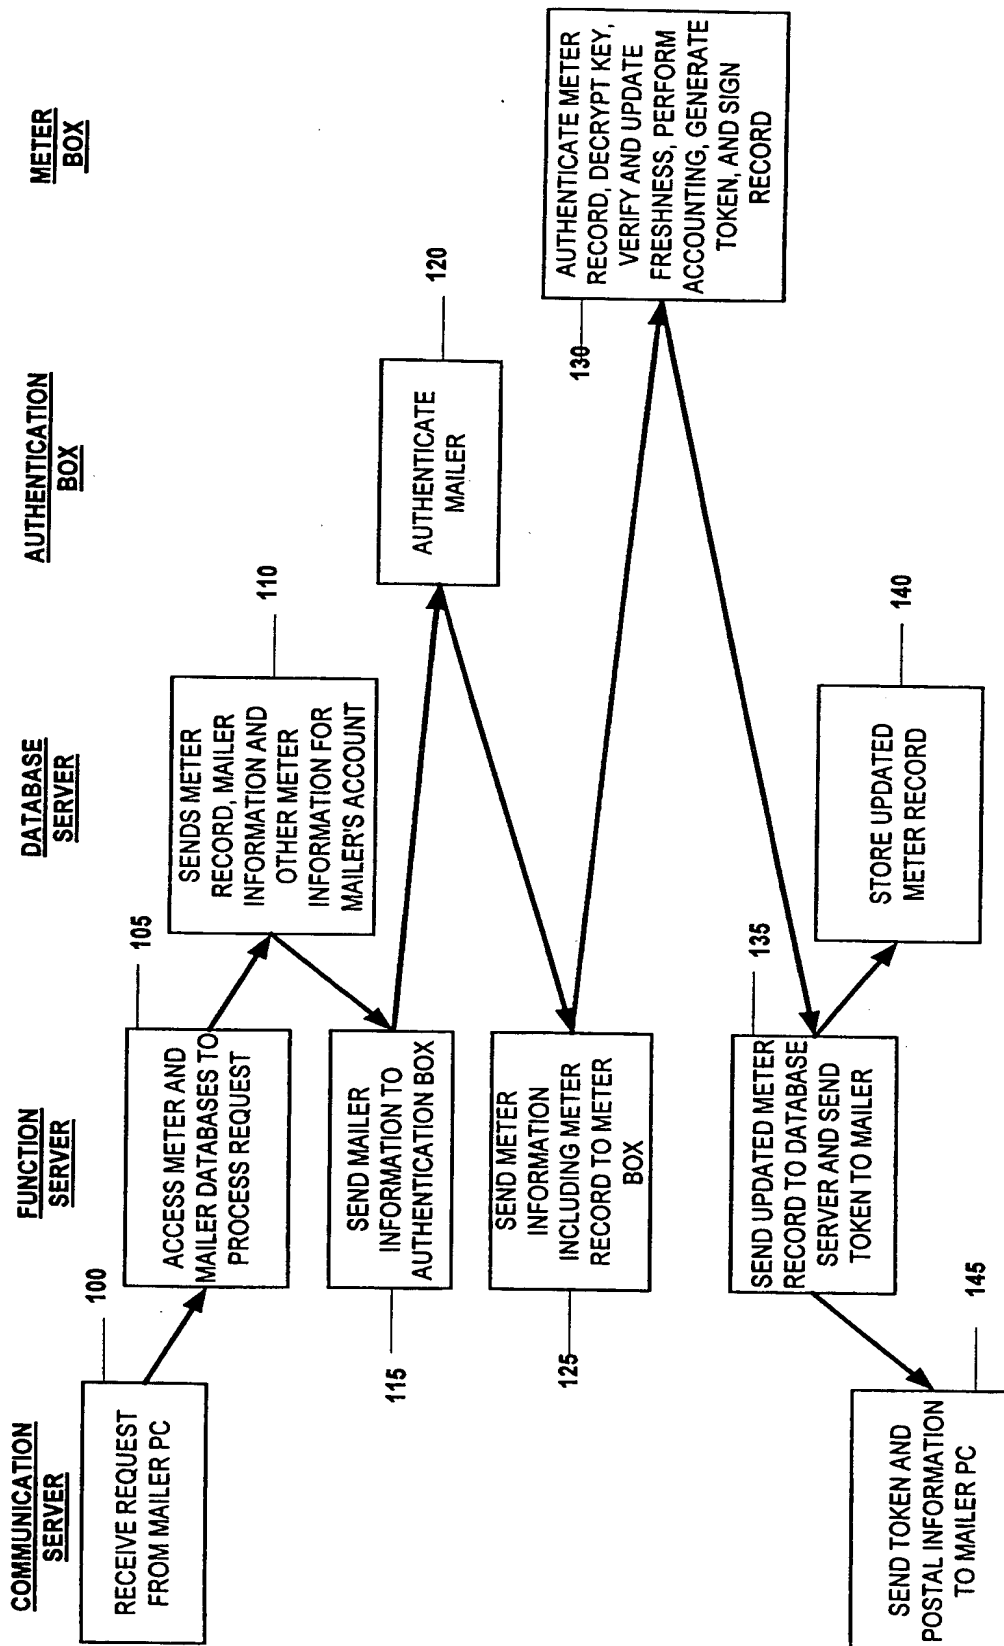 COMMUNICATION
SERVER
FUNCTION
SERVER
DATABASE
SERVER
AUTHENTICATION
BOX
METER
BOX
100
RECEIVE REQUEST
FROM MAILER PC
105
ACCESS METER AND
MAILER DATABASES TO
PROCESS REQUEST
110
SENDS METER
RECORD, MAILER
INFORMATION AND
OTHER METER
INFORMATION FOR
MAILER'S ACCOUNT
115
SEND MAILER
INFORMATION TO
AUTHENTICATION BOX
120
AUTHENTICATE
MAILER
125
SEND METER
INFORMATION
INCLUDING METER
RECORD TO METER
BOX
130
AUTHENTICATE METER
RECORD, DECRYPT KEY,
VERIFY AND UPDATE
FRESHNESS, PERFORM
ACCOUNTING, GENERATE
TOKEN, AND SIGN
RECORD
135
SEND UPDATED METER
RECORD TO DATABASE
SERVER AND SEND
TOKEN TO MAILER
140
STORE UPDATED
METER RECORD
145
SEND TOKEN AND
POSTAL INFORMATION
TO MAILER PC